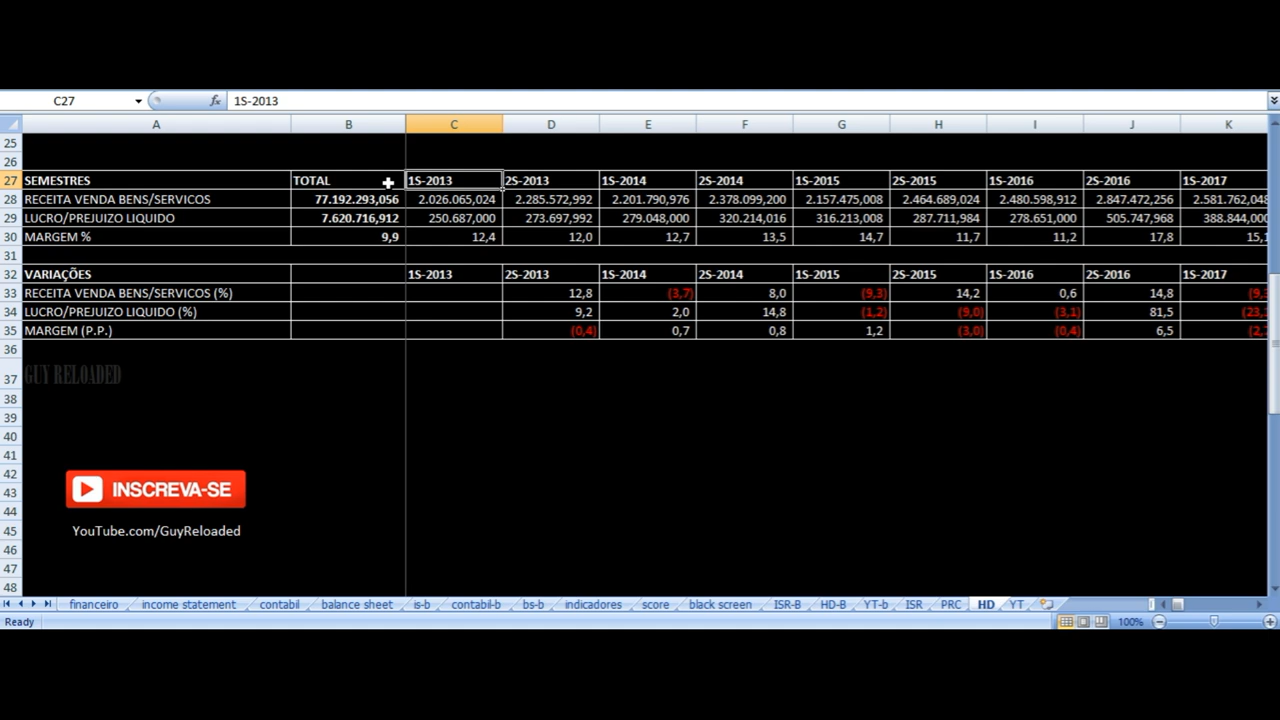 C27 fx 1S-2013
A B C D E F G H I J K
25
26
27 SEMESTRES TOTAL 1S-2013 2S-2013 1S-2014 2S-2014 1S-2015 2S-2015 1S-2016 2S-2016 1S-2017
28 RECEITA VENDA BENS/SERVICOS 77.192.293,056 2.026.065,024 2.285.572,992 2.201.790,976 2.378.099,200 2.157.475,008 2.464.689,024 2.480.598,912 2.847.472,256 2.581.762,048
29 LUCRO/PREJUIZO LIQUIDO 7.620.716,912 250.687,000 273.697,992 279.048,000 320.214,016 316.213,008 287.711,984 278.651,000 505.747,968 388.844,000
30 MARGEM % 9,9 12,4 12,0 12,7 13,5 14,7 11,7 11,2 17,8 15,1
31
32 VARIAÇÕES 1S-2013 2S-2013 1S-2014 2S-2014 1S-2015 2S-2015 1S-2016 2S-2016 1S-2017
33 RECEITA VENDA BENS/SERVICOS (%) 12,8 (3,7) 8,0 (9,3) 14,2 0,6 14,8 (9,3
34 LUCRO/PREJUIZO LIQUIDO (%) 9,2 2,0 14,8 (1,2) (9,0) (3,1) 81,5 (23,
35 MARGEM (P.P.) (0,4) 0,7 0,8 1,2 (3,0) (0,4) 6,5 (2,
36
37 GUY RELOADED
38
39
40
41
42
43 INSCREVA-SE
44
45 YouTube.com/GuyReloaded
46
47
48
financeiro income statement contabil balance sheet is-b contabil-b bs-b indicadores score black screen ISR-B HD-B YT-b ISR PRC HD YT
Ready 100%